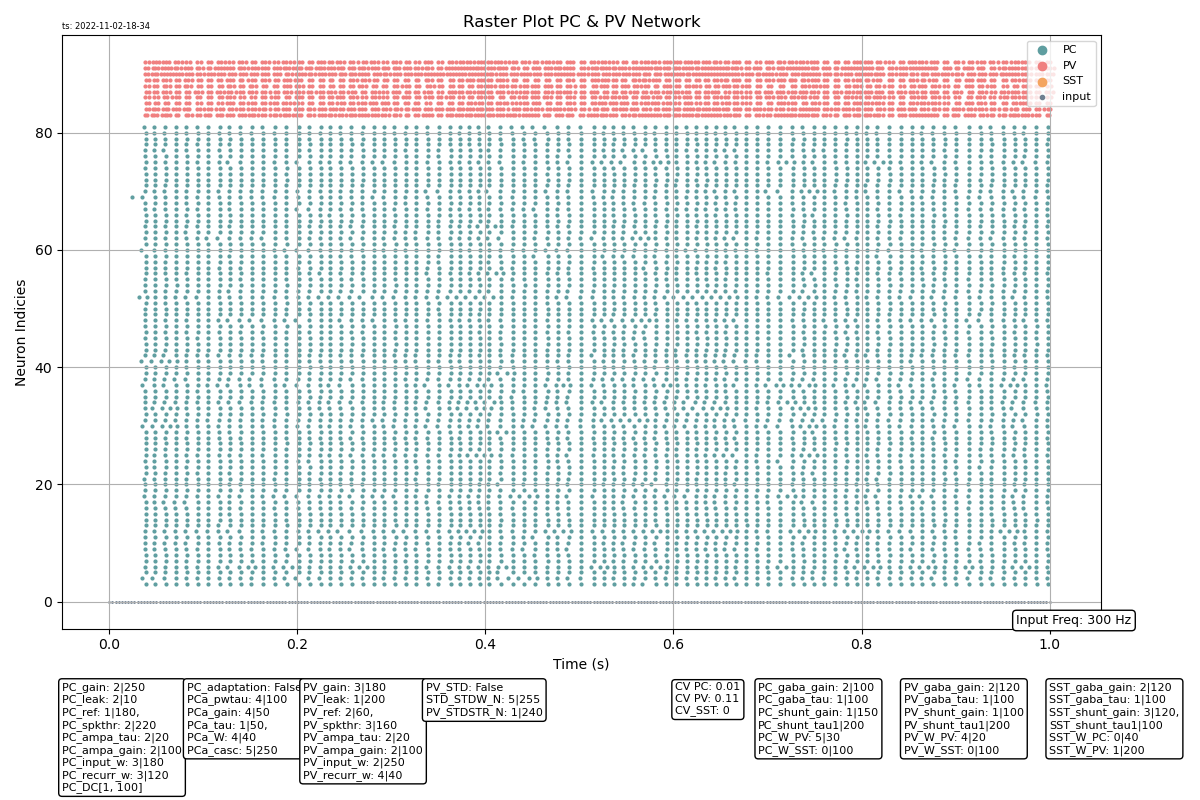 ts: 2022-11-02-18-34
Raster Plot PC & PV Network
PC
PV
SST
input
80
60
40
20
0
Neuron Indicies
0.0 0.2 0.4 0.6 0.8 1.0
Time (s)
Input Freq: 300 Hz
PC_gain: 2|250
PC_leak: 2|10
PC_ref: 1|180,
PC_spkthr: 2|220
PC_ampa_tau: 2|20
PC_ampa_gain: 2|100
PC_input_w: 3|180
PC_recurr_w: 3|120
PC_DC[1, 100]
PC_adaptation: False
PCa_pwtau: 4|100
PCa_gain: 4|50
PCa_tau: 1|50,
PCa_W: 4|40
PCa_casc: 5|250
PV_gain: 3|180
PV_leak: 1|200
PV_ref: 2|60,
PV_spkthr: 3|160
PV_ampa_tau: 2|20
PV_ampa_gain: 2|100
PV_input_w: 2|250
PV_recurr_w: 4|40
PV_STD: False
STD_STDW_N: 5|255
PV_STDSTR_N: 1|240
CV PC: 0.01
CV PV: 0.11
CV_SST: 0
PC_gaba_gain: 2|100
PC_gaba_tau: 1|100
PC_shunt_gain: 1|150
PC_shunt_tau1|200
PC_W_PV: 5|30
PC_W_SST: 0|100
PV_gaba_gain: 2|120
PV_gaba_tau: 1|100
PV_shunt_gain: 1|100
PV_shunt_tau1|200
PV_W_PV: 4|20
PV_W_SST: 0|100
SST_gaba_gain: 2|120
SST_gaba_tau: 1|100
SST_shunt_gain: 3|120,
SST_shunt_tau1|100
SST_W_PC: 0|40
SST_W_PV: 1|200